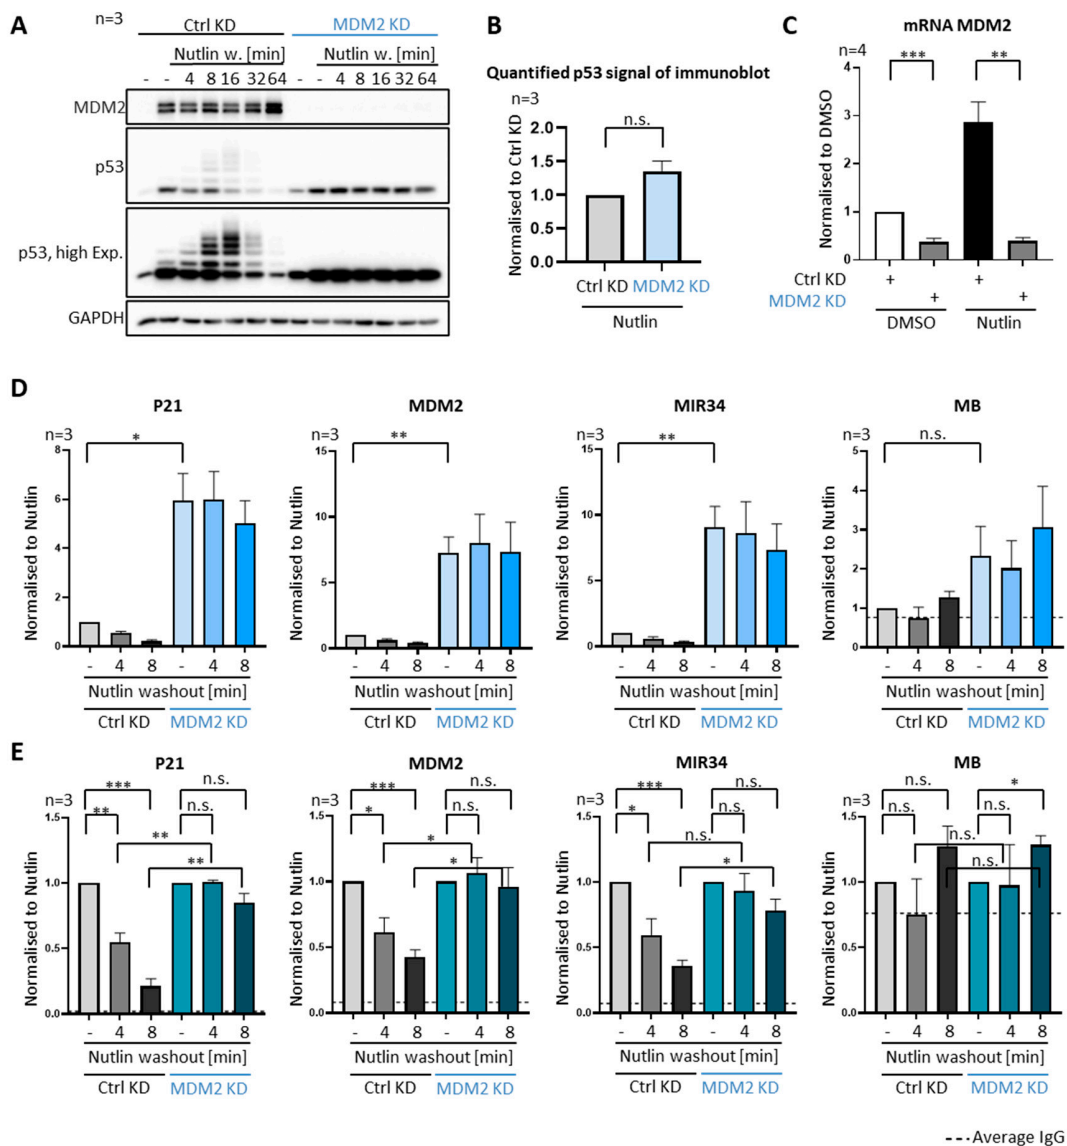 A
n=3
Ctrl KD
MDM2 KD
Nutlin w. [min]
Nutlin w. [min]
- - 4 8 16 32 64 - - 4 8 16 32 64
MDM2
p53
p53, high Exp.
GAPDH
B
Quantified p53 signal of immunoblot
n=3
n.s.
Normalised to Ctrl KD
2.0
1.5
1.0
0.5
0.0
Ctrl KD MDM2 KD
Nutlin
C
mRNA MDM2
n=4
*** **
Normalised to DMSO
4
3
2
1
0
Ctrl KD + +
MDM2 KD + +
DMSO Nutlin
D
P21
n=3
*
Normalised to Nutlin
8
6
4
2
0
- 4 8 - 4 8
Nutlin washout [min]
Ctrl KD MDM2 KD
MDM2
n=3
**
Normalised to Nutlin
15
10
5
0
- 4 8 - 4 8
Nutlin washout [min]
Ctrl KD MDM2 KD
MIR34
n=3
**
Normalised to Nutlin
15
10
5
0
- 4 8 - 4 8
Nutlin washout [min]
Ctrl KD MDM2 KD
MB
n=3
n.s.
Normalised to Nutlin
5
4
3
2
1
0
- 4 8 - 4 8
Nutlin washout [min]
Ctrl KD MDM2 KD
E
P21
n=3
*** n.s.
** n.s.
**
**
Normalised to Nutlin
1.5
1.0
0.5
0.0
- 4 8 - 4 8
Nutlin washout [min]
Ctrl KD MDM2 KD
MDM2
n=3
*** n.s.
* n.s.
*
*
Normalised to Nutlin
1.5
1.0
0.5
0.0
- 4 8 - 4 8
Nutlin washout [min]
Ctrl KD MDM2 KD
MIR34
n=3
*** n.s.
* n.s.
n.s.
*
Normalised to Nutlin
1.5
1.0
0.5
0.0
- 4 8 - 4 8
Nutlin washout [min]
Ctrl KD MDM2 KD
MB
n=3
n.s. *
n.s. n.s.
n.s.
n.s.
Normalised to Nutlin
1.5
1.0
0.5
0.0
- 4 8 - 4 8
Nutlin washout [min]
Ctrl KD MDM2 KD
--- Average IgG